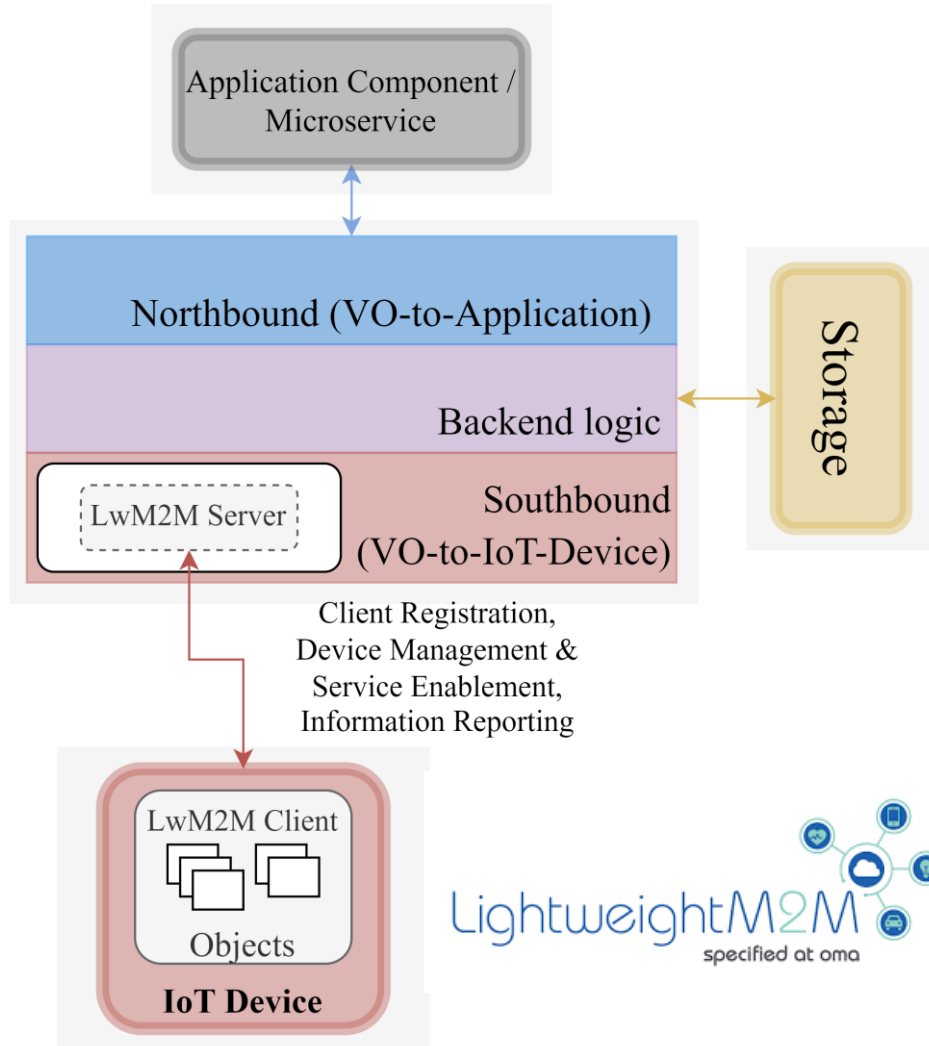 Application Component /
Microservice
Northbound (VO-to-Application)
Backend logic
Storage
LwM2M Server
Southbound
(VO-to-IoT-Device)
Client Registration,
Device Management &
Service Enablement,
Information Reporting
LwM2M Client
Objects
IoT Device
LightweightM2M
specified at oma